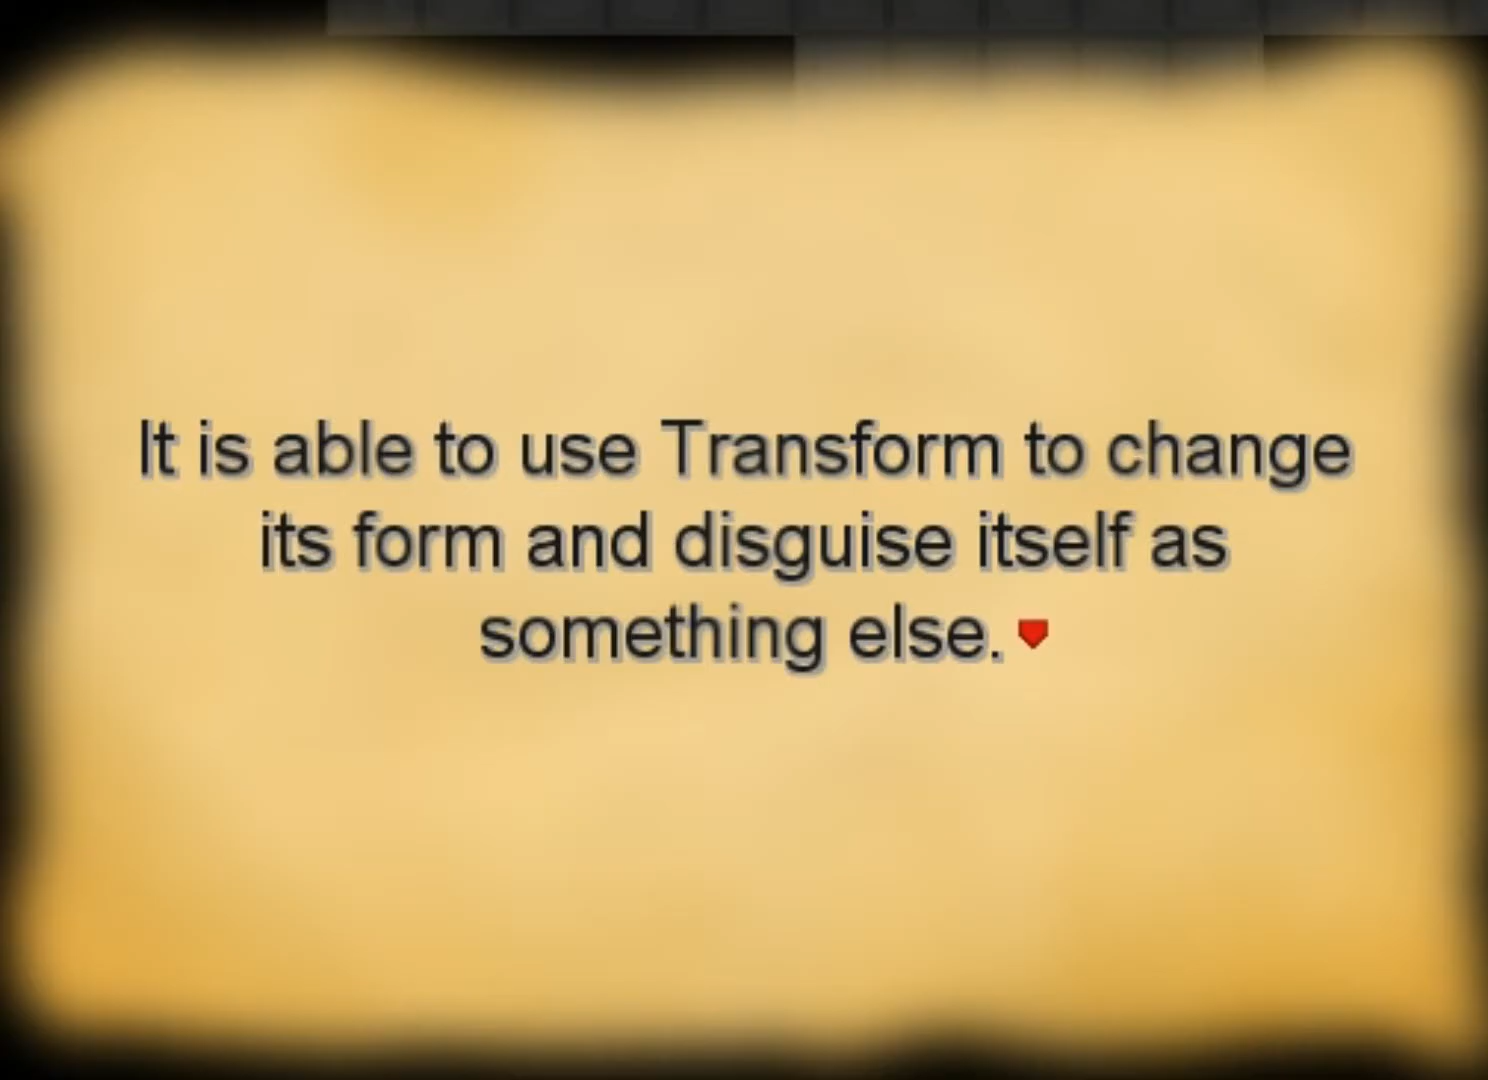 It is able to use Transform to change
its form and disguise itself as
something else.